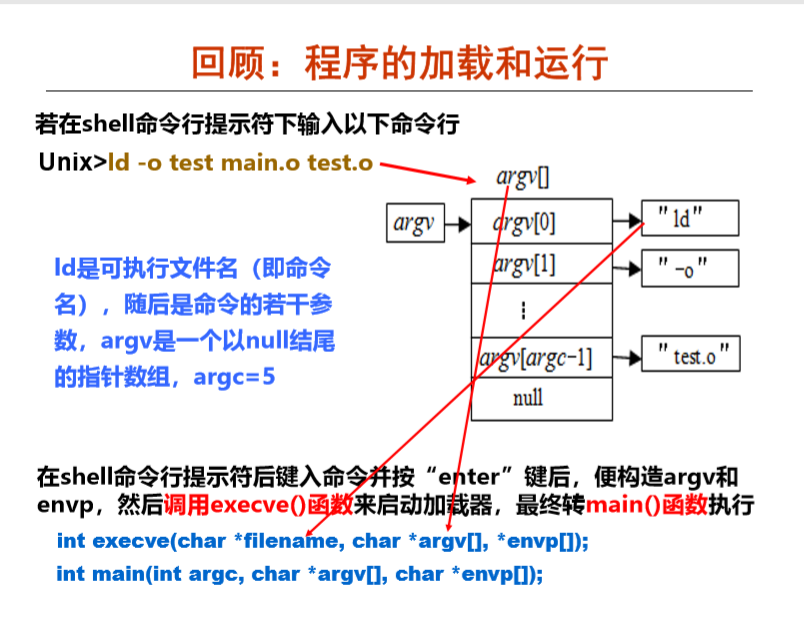 回顾：程序的加载和运行
若在shell命令行提示符下输入以下命令行
Unix>ld -o test main.o test.o
argv[]
argv
argv[0]
"ld"
argv[1]
"-o"
⋮
argv[argc-1]
"test.o"
null
ld是可执行文件名（即命令
名），随后是命令的若干参
数，argv是一个以null结尾
的指针数组，argc=5
在shell命令行提示符后键入命令并按“enter”键后，便构造argv和
envp，然后调用execve()函数来启动加载器，最终转main()函数执行
int execve(char *filename, char *argv[], *envp[]);
int main(int argc, char *argv[], char *envp[]);